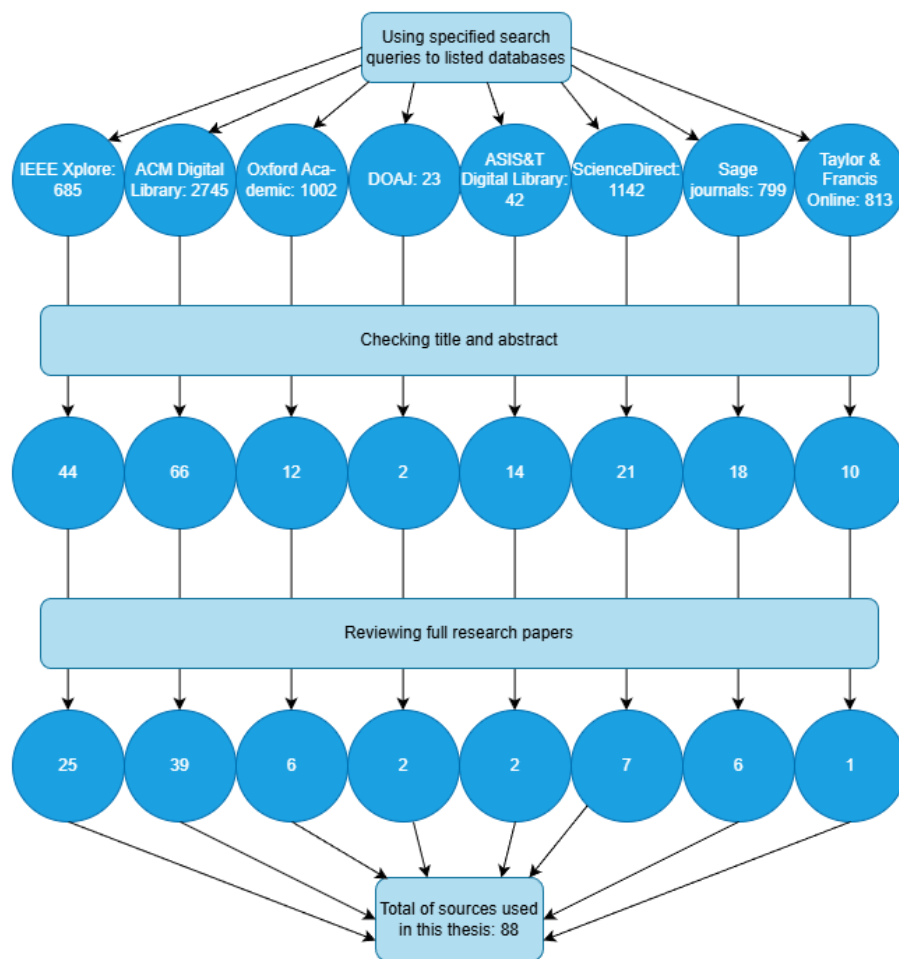 Using specified search
queries to listed databases
IEEE Xplore:
685
ACM Digital
Library: 2745
Oxford Aca-
demic: 1002
DOAJ: 23
ASIS&T
Digital Library:
42
ScienceDirect:
1142
Sage
journals: 799
Taylor &
Francis
Online: 813
Checking title and abstract
44
66
12
2
14
21
18
10
Reviewing full research papers
25
39
6
2
2
7
6
1
Total of sources used
in this thesis: 88